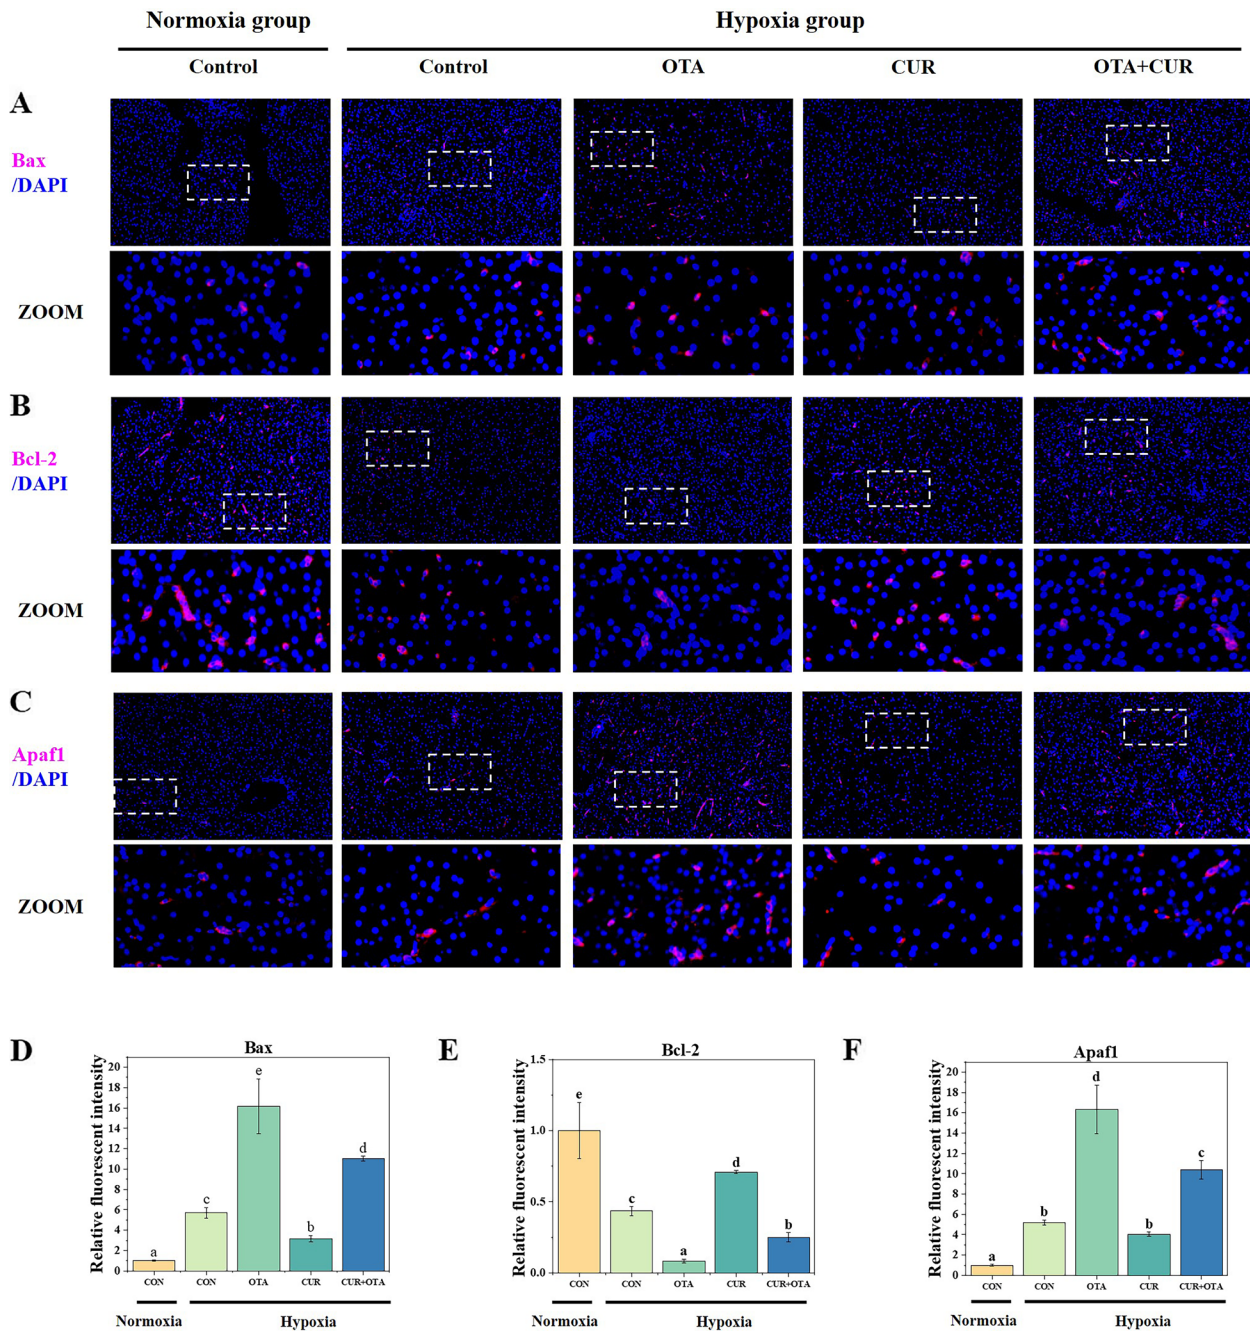 Normoxia group
Hypoxia group
Control
Control
OTA
CUR
OTA+CUR
A
Bax
/DAPI
ZOOM
B
Bcl-2
/DAPI
ZOOM
C
Apaf1
/DAPI
ZOOM
D
Bax
Relative fluorescent intensity
20
18
16
14
12
10
8
6
4
2
0
a
c
e
b
d
CON
CON
OTA
CUR
CUR+OTA
Normoxia
Hypoxia
E
Bcl-2
Relative fluorescent intensity
1.5
1.0
0.5
0.0
e
c
a
d
b
CON
CON
OTA
CUR
CUR+OTA
Normoxia
Hypoxia
F
Apaf1
Relative fluorescent intensity
20
18
16
14
12
10
8
6
4
2
0
a
b
d
b
c
CON
CON
OTA
CUR
CUR+OTA
Normoxia
Hypoxia